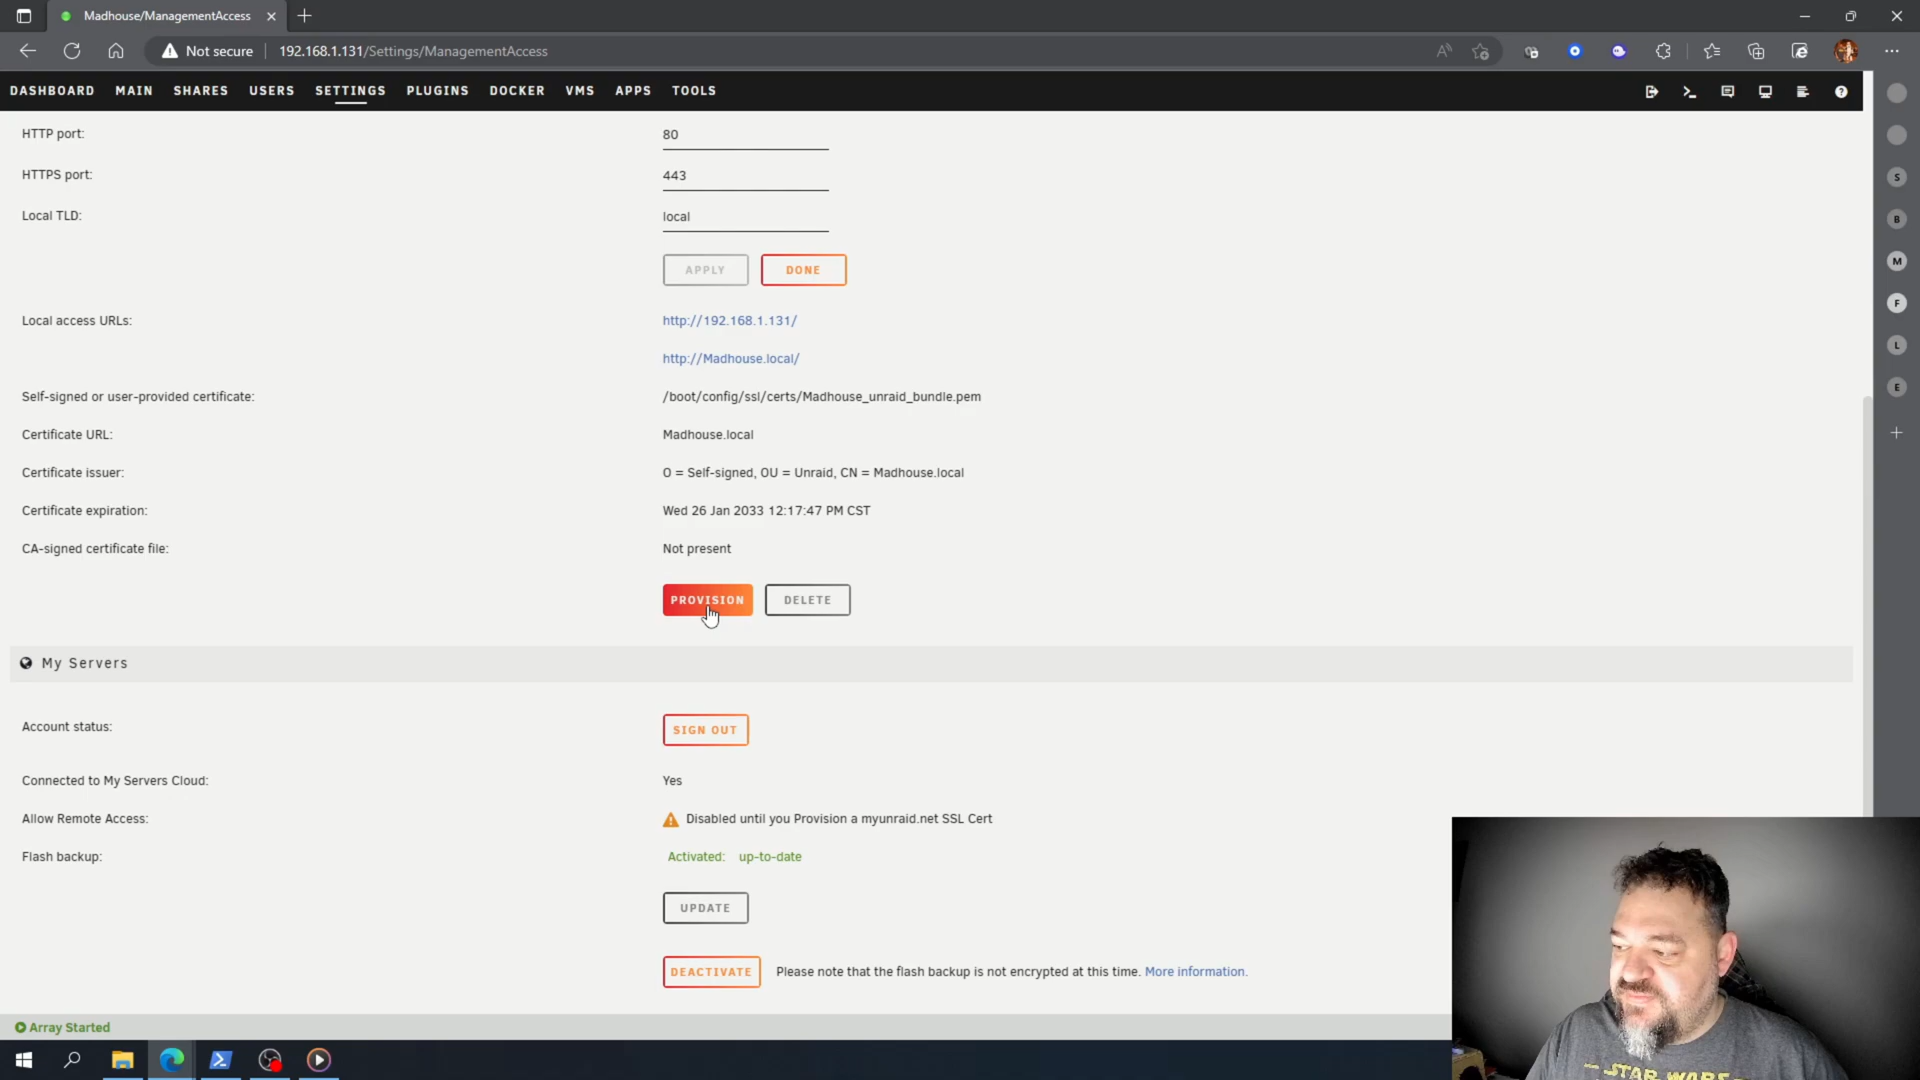 Madhouse/ManagementAccess
Not secure
192.168.1.131/Settings/ManagementAccess
DASHBOARD MAIN SHARES USERS SETTINGS PLUGINS DOCKER VMS APPS TOOLS
HTTP port: 80
HTTPS port: 443
Local TLD: local
APPLY DONE
Local access URLs: http://192.168.1.131/
http://Madhouse.local/
Self-signed or user-provided certificate: /boot/config/ssl/certs/Madhouse_unraid_bundle.pem
Certificate URL: Madhouse.local
Certificate issuer: O = Self-signed, OU = Unraid, CN = Madhouse.local
Certificate expiration: Wed 26 Jan 2033 12:17:47 PM CST
CA-signed certificate file: Not present
PROVISION DELETE
My Servers
Account status: SIGN OUT
Connected to My Servers Cloud: Yes
Allow Remote Access: Disabled until you Provision a myunraid.net SSL Cert
Flash backup: Activated: up-to-date
UPDATE
DEACTIVATE Please note that the flash backup is not encrypted at this time. More information.
Array Started
S
B
M
F
L
E
STAR WARS